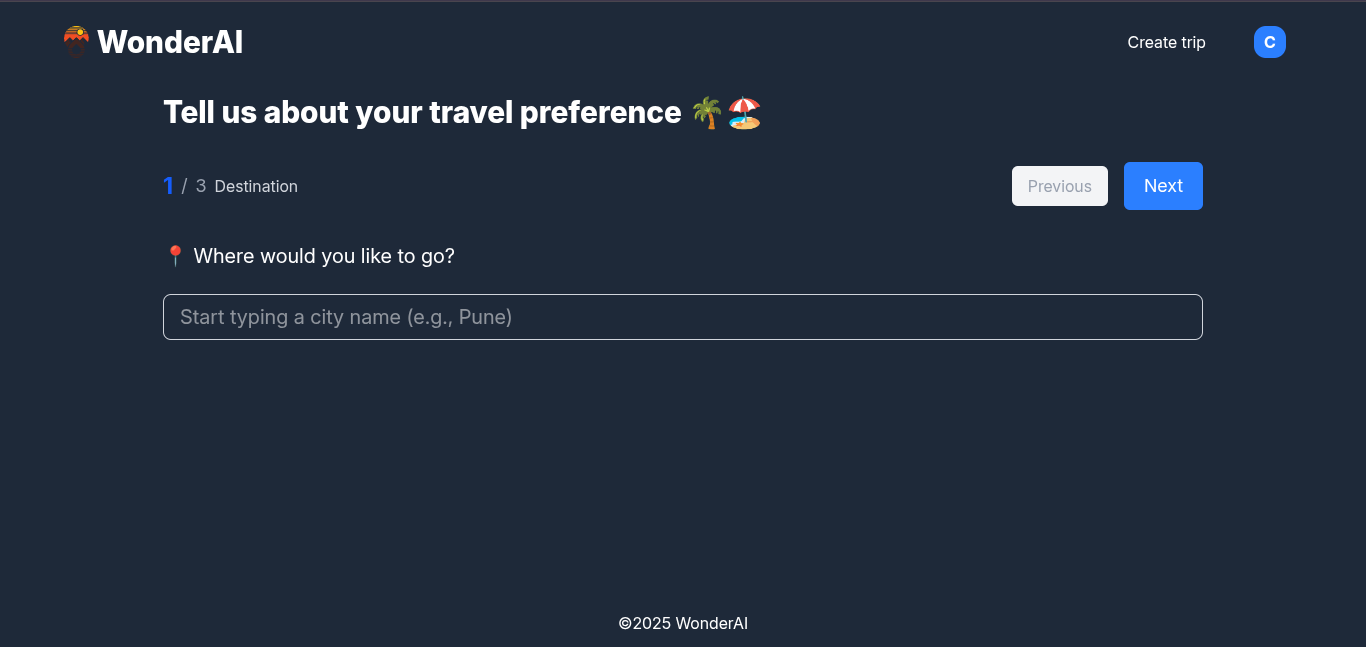 WonderAI
Create trip
C
Tell us about your travel preference 🌴🏖️
1 / 3 Destination
Previous
Next
📍 Where would you like to go?
Start typing a city name (e.g., Pune)
©2025 WonderAI